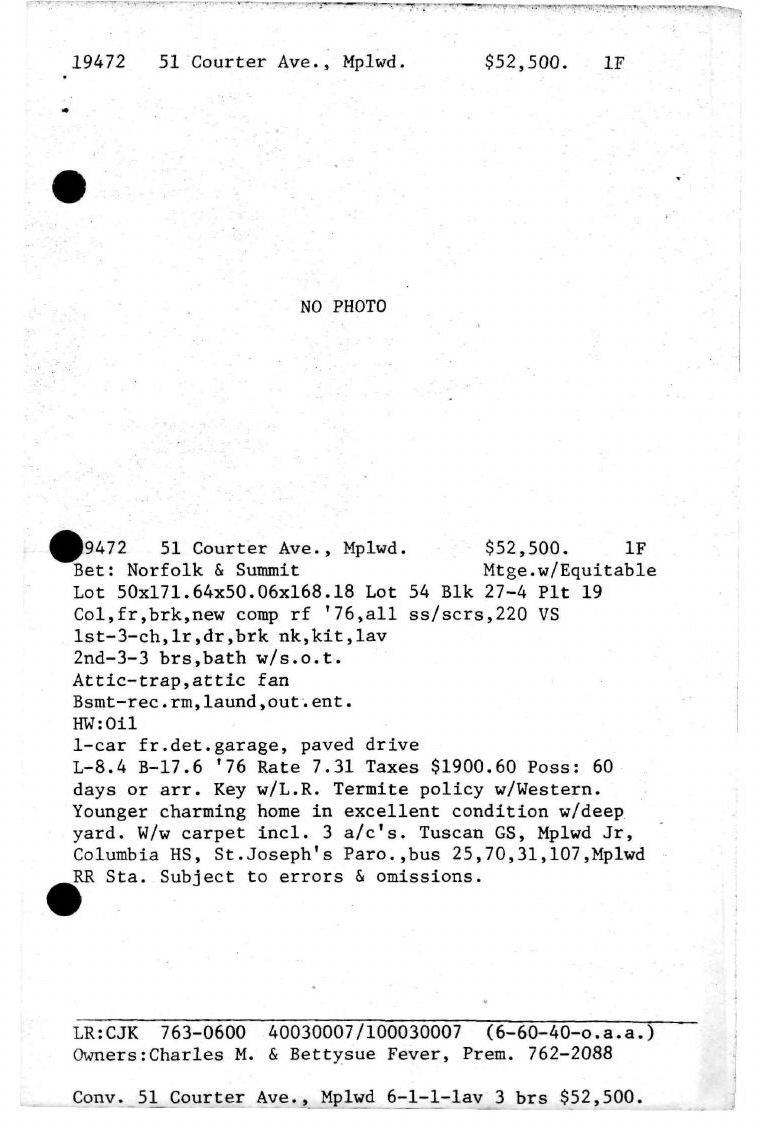 19472 51 Courter Ave., Mplwd. $52,500. 1F
NO PHOTO
9472 51 Courter Ave., Mplwd. $52,500. 1F
Bet: Norfolk & Summit Mtge.w/Equitable
Lot 50x171.64x50.06x168.18 Lot 54 Blk 27-4 Plt 19
Col,fr,brk,new comp rf '76,all ss/scrs,220 VS
1st-3-ch,lr,dr,brk nk,kit,lav
2nd-3-3 brs,bath w/s.o.t.
Attic-trap,attic fan
Bsmt-rec.rm,laund,out.ent.
HW:Oil
1-car fr.det.garage, paved drive
L-8.4 B-17.6 '76 Rate 7.31 Taxes $1900.60 Poss: 60
days or arr. Key w/L.R. Termite policy w/Western.
Younger charming home in excellent condition w/deep
yard. W/w carpet incl. 3 a/c's. Tuscan GS, Mplwd Jr,
Columbia HS, St.Joseph's Paro.,bus 25,70,31,107,Mplwd
RR Sta. Subject to errors & omissions.
LR:CJK 763-0600 40030007/100030007 (6-60-40-o.a.a.)
Owners:Charles M. & Bettysue Fever, Prem. 762-2088
Conv. 51 Courter Ave., Mplwd 6-1-1-lav 3 brs $52,500.